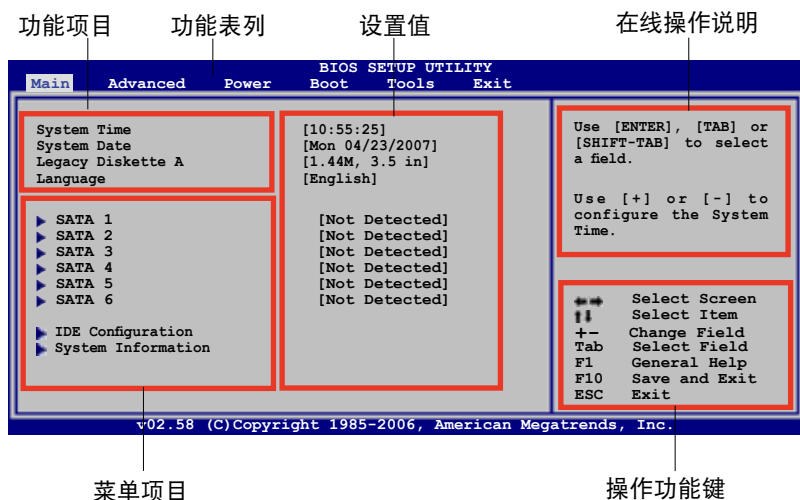 功能项目 功能表列 设置值 在线操作说明
BIOS SETUP UTILITY
Main Advanced Power Boot Tools Exit
System Time [10:55:25]
System Date [Mon 04/23/2007]
Legacy Diskette A [1.44M, 3.5 in]
Language [English]
SATA 1 [Not Detected]
SATA 2 [Not Detected]
SATA 3 [Not Detected]
SATA 4 [Not Detected]
SATA 5 [Not Detected]
SATA 6 [Not Detected]
IDE Configuration
System Information
Use [ENTER], [TAB] or
[SHIFT-TAB] to select
a field.
Use [+] or [-] to
configure the System
Time.
←→ Select Screen
↑↓ Select Item
+- Change Field
Tab Select Field
F1 General Help
F10 Save and Exit
ESC Exit
v02.58 (C)Copyright 1985-2006, American Megatrends, Inc.
菜单项目 操作功能键